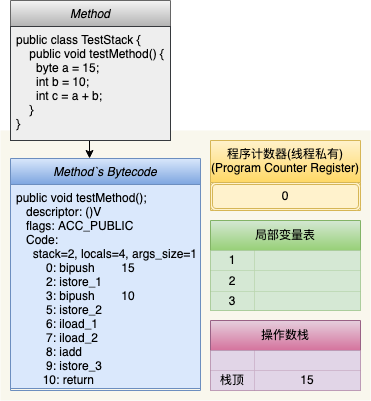 Method
public class TestStack {
public void testMethod() {
byte a = 15;
int b = 10;
int c = a + b;
}
}
Method`s Bytecode
public void testMethod();
descriptor: ()V
flags: ACC_PUBLIC
Code:
stack=2, locals=4, args_size=1
0: bipush 15
2: istore_1
3: bipush 10
5: istore_2
6: iload_1
7: iload_2
8: iadd
9: istore_3
10: return
程序计数器(线程私有)
(Program Counter Register)
0
局部变量表
1
2
3
操作数栈
栈顶 15